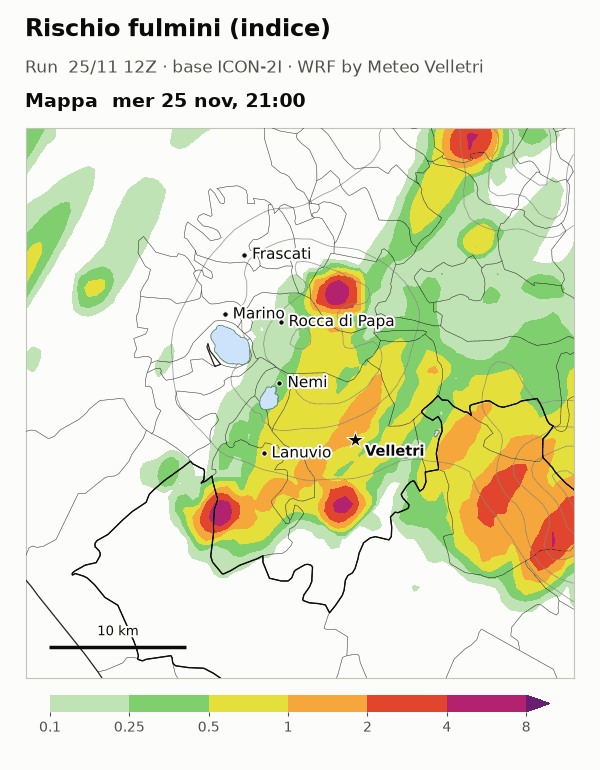 Rischio fulmini (indice)
Run  25/11 12Z · base ICON-2I · WRF by Meteo Velletri
Mappa  mer 25 nov, 21:00
Frascati
Marino
Rocca di Papa
Nemi
Velletri
Lanuvio
10 km
0.1 0.25 0.5 1 2 4 8